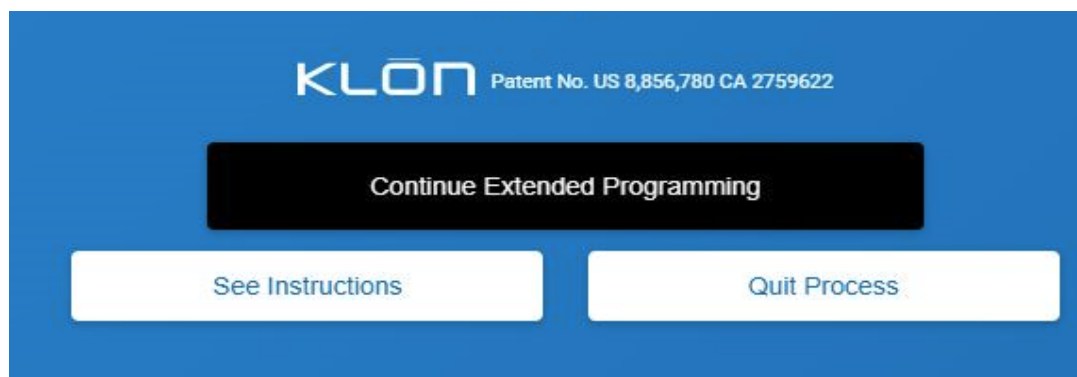 KLŌN Patent No. US 8,856,780 CA 2759622
Continue Extended Programming
See Instructions
Quit Process